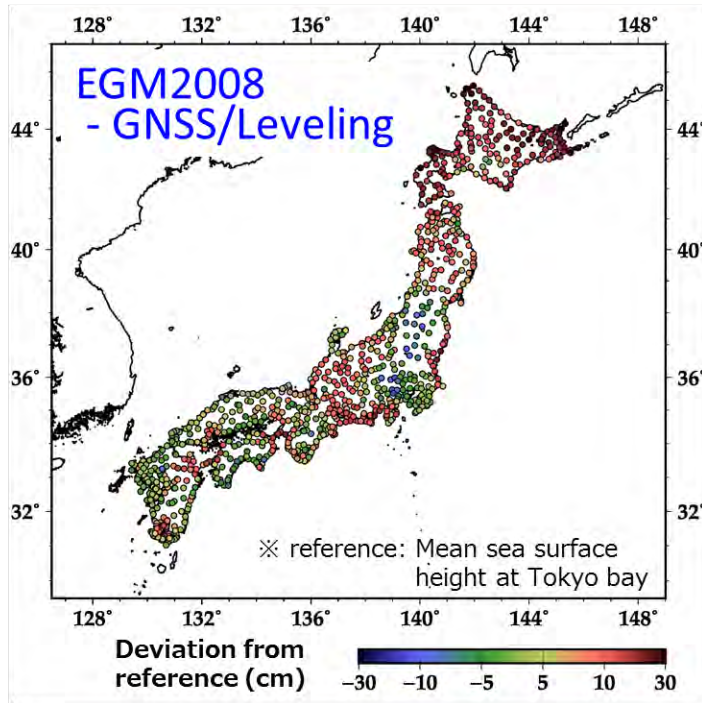 128° 132° 136° 140° 144° 148°
EGM2008
- GNSS/Leveling
44° 44°
40° 40°
36° 36°
32° 32°
※ reference: Mean sea surface
height at Tokyo bay
128° 132° 136° 140° 144° 148°
Deviation from
reference (cm)
−30 −10 −5 5 10 30